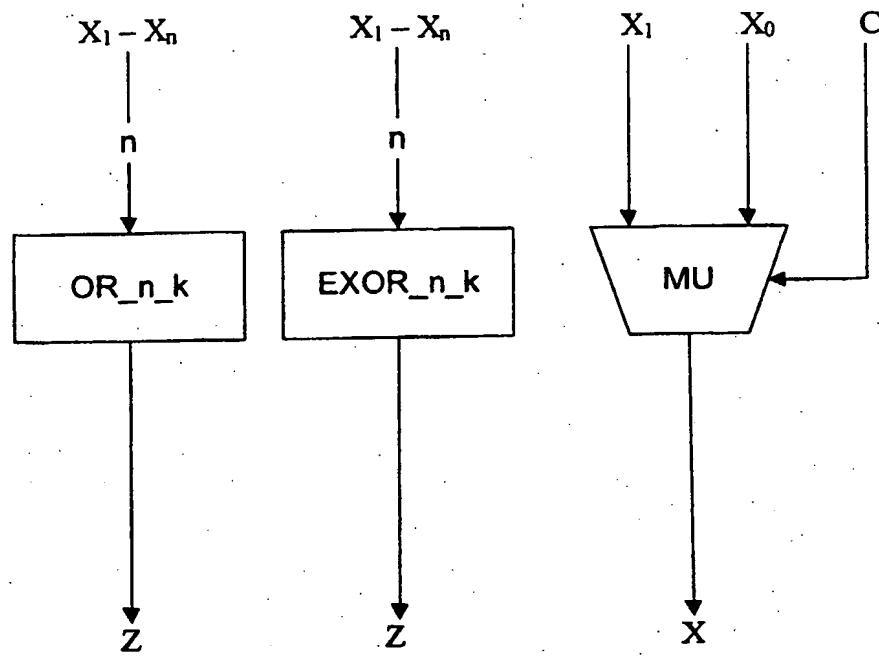 X₁ – Xₙ
X₁ – Xₙ
X₁
X₀
C
n
n
OR_n_k
EXOR_n_k
MU
Z
Z
X